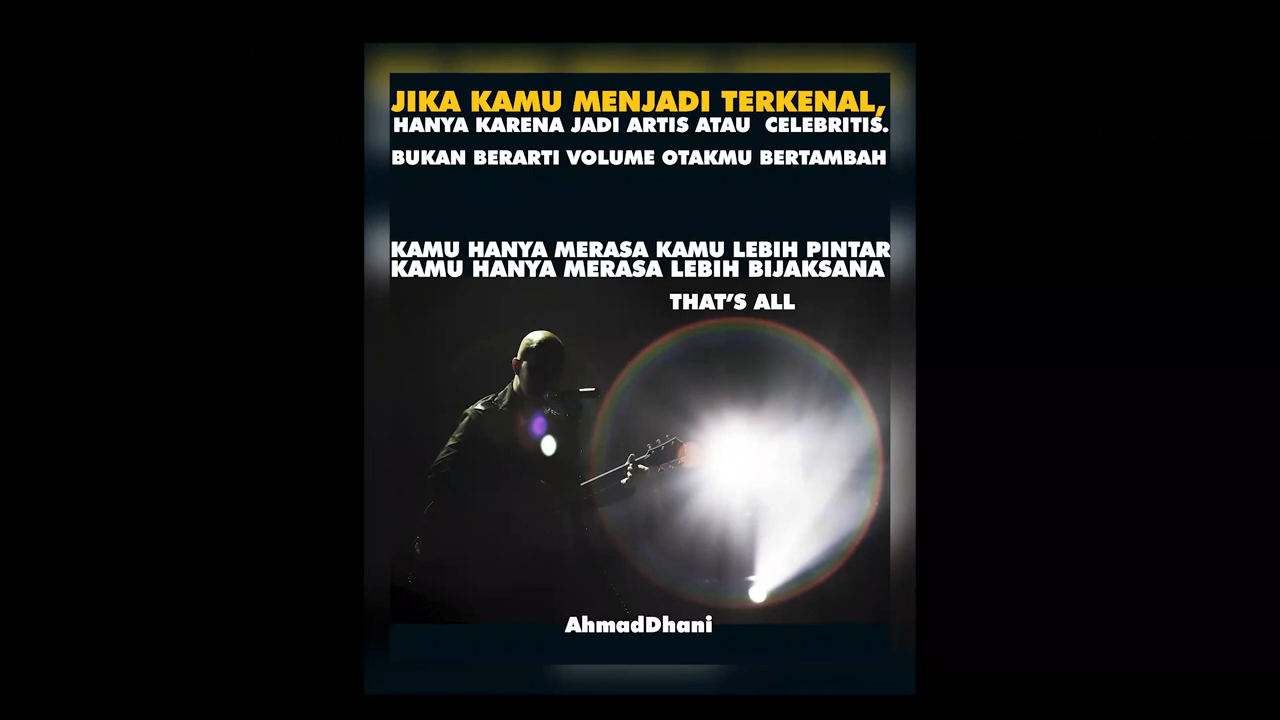 JIKA KAMU MENJADI TERKENAL,
HANYA KARENA JADI ARTIS ATAU CELEBRITIS.
BUKAN BERARTI VOLUME OTAKMU BERTAMBAH
KAMU HANYA MERASA KAMU LEBIH PINTAR
KAMU HANYA MERASA LEBIH BIJAKSANA
THAT'S ALL
AhmadDhani